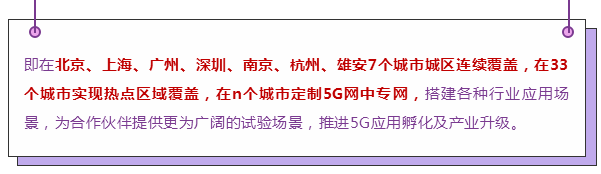 即在北京、上海、广州、深圳、南京、杭州、雄安7个城市城区连续覆盖，在33
个城市实现热点区域覆盖，在n个城市定制5G网中专网，搭建各种行业应用场
景，为合作伙伴提供更为广阔的试验场景，推进5G应用孵化及产业升级。